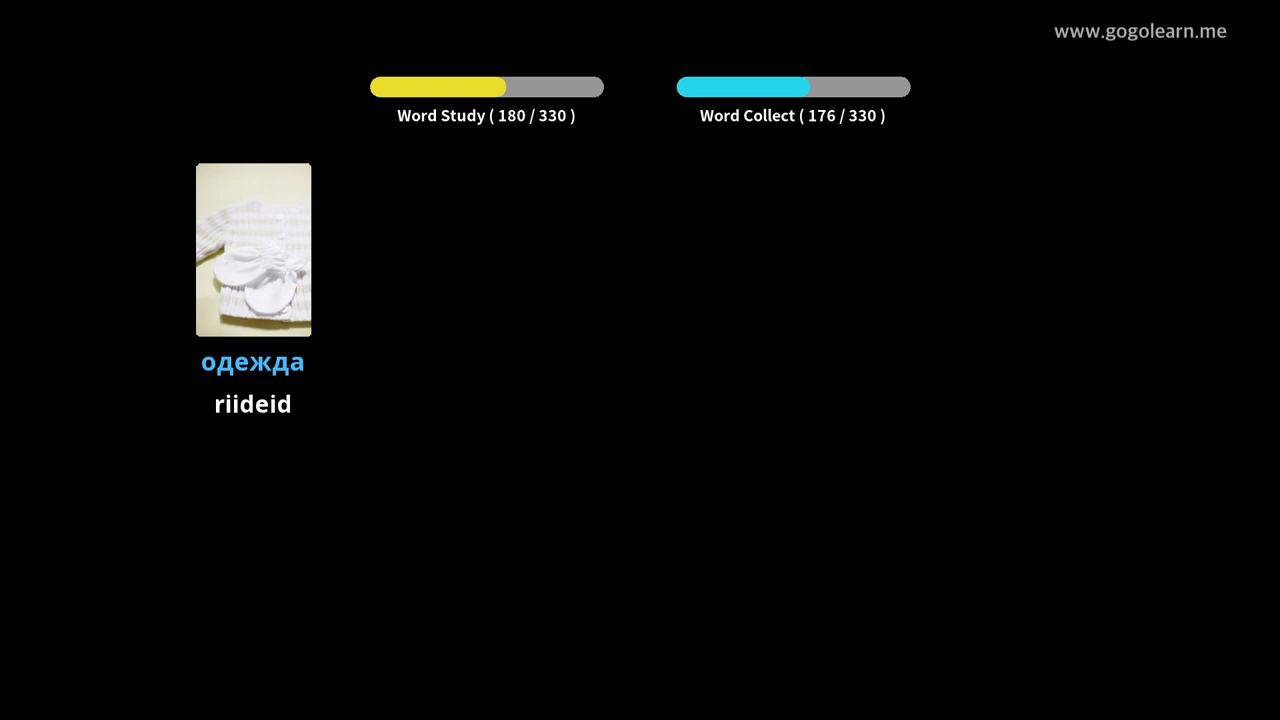 www.gogolearn.me
Word Study ( 180 / 330 )
Word Collect ( 176 / 330 )
одежда
riideid